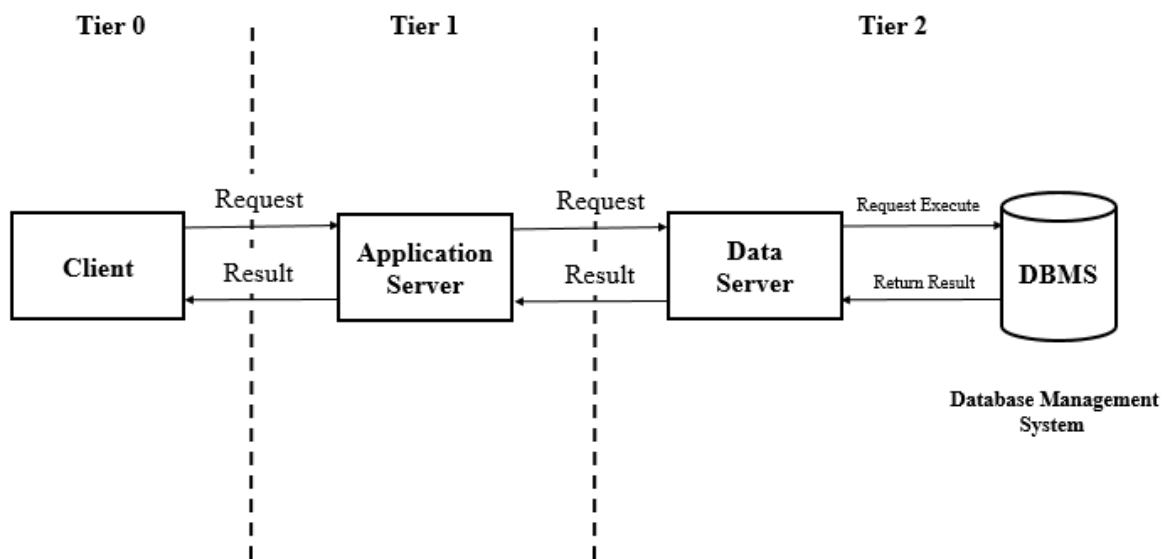 Tier 0
Tier 1
Tier 2
Request
Request
Request Execute
Client
Application
Server
Data
Server
DBMS
Result
Result
Return Result
Database Management
System